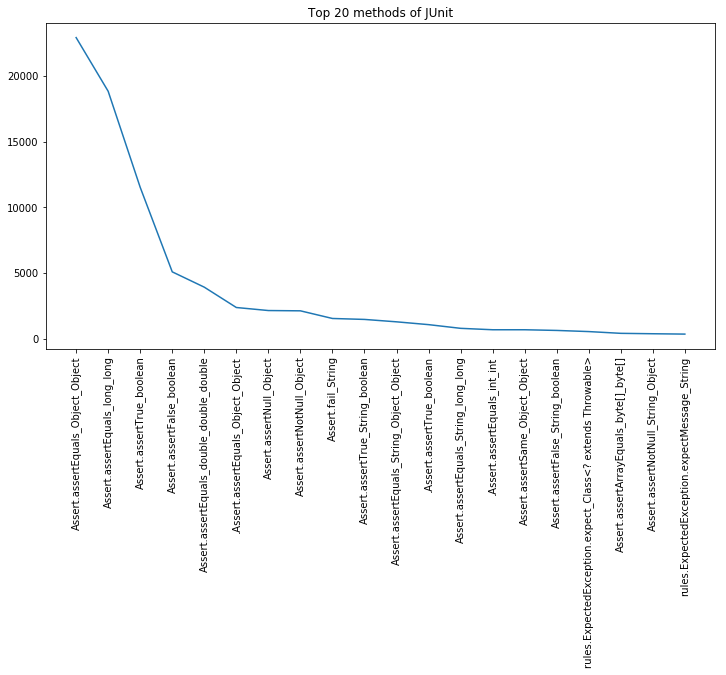 Top 20 methods of JUnit
20000
15000
10000
5000
0
Assert.assertEquals_Object_Object
Assert.assertEquals_long_long
Assert.assertTrue_boolean
Assert.assertFalse_boolean
Assert.assertEquals_double_double_double
Assert.assertEquals_Object_Object
Assert.assertNull_Object
Assert.assertNotNull_Object
Assert.fail_String
Assert.assertTrue_String_boolean
Assert.assertEquals_String_Object_Object
Assert.assertTrue_boolean
Assert.assertEquals_String_long_long
Assert.assertEquals_int_int
Assert.assertSame_Object_Object
Assert.assertFalse_String_boolean
rules.ExpectedException.expect_Class<? extends Throwable>
Assert.assertArrayEquals_byte[]_byte[]
Assert.assertNotNull_String_Object
rules.ExpectedException.expectMessage_String